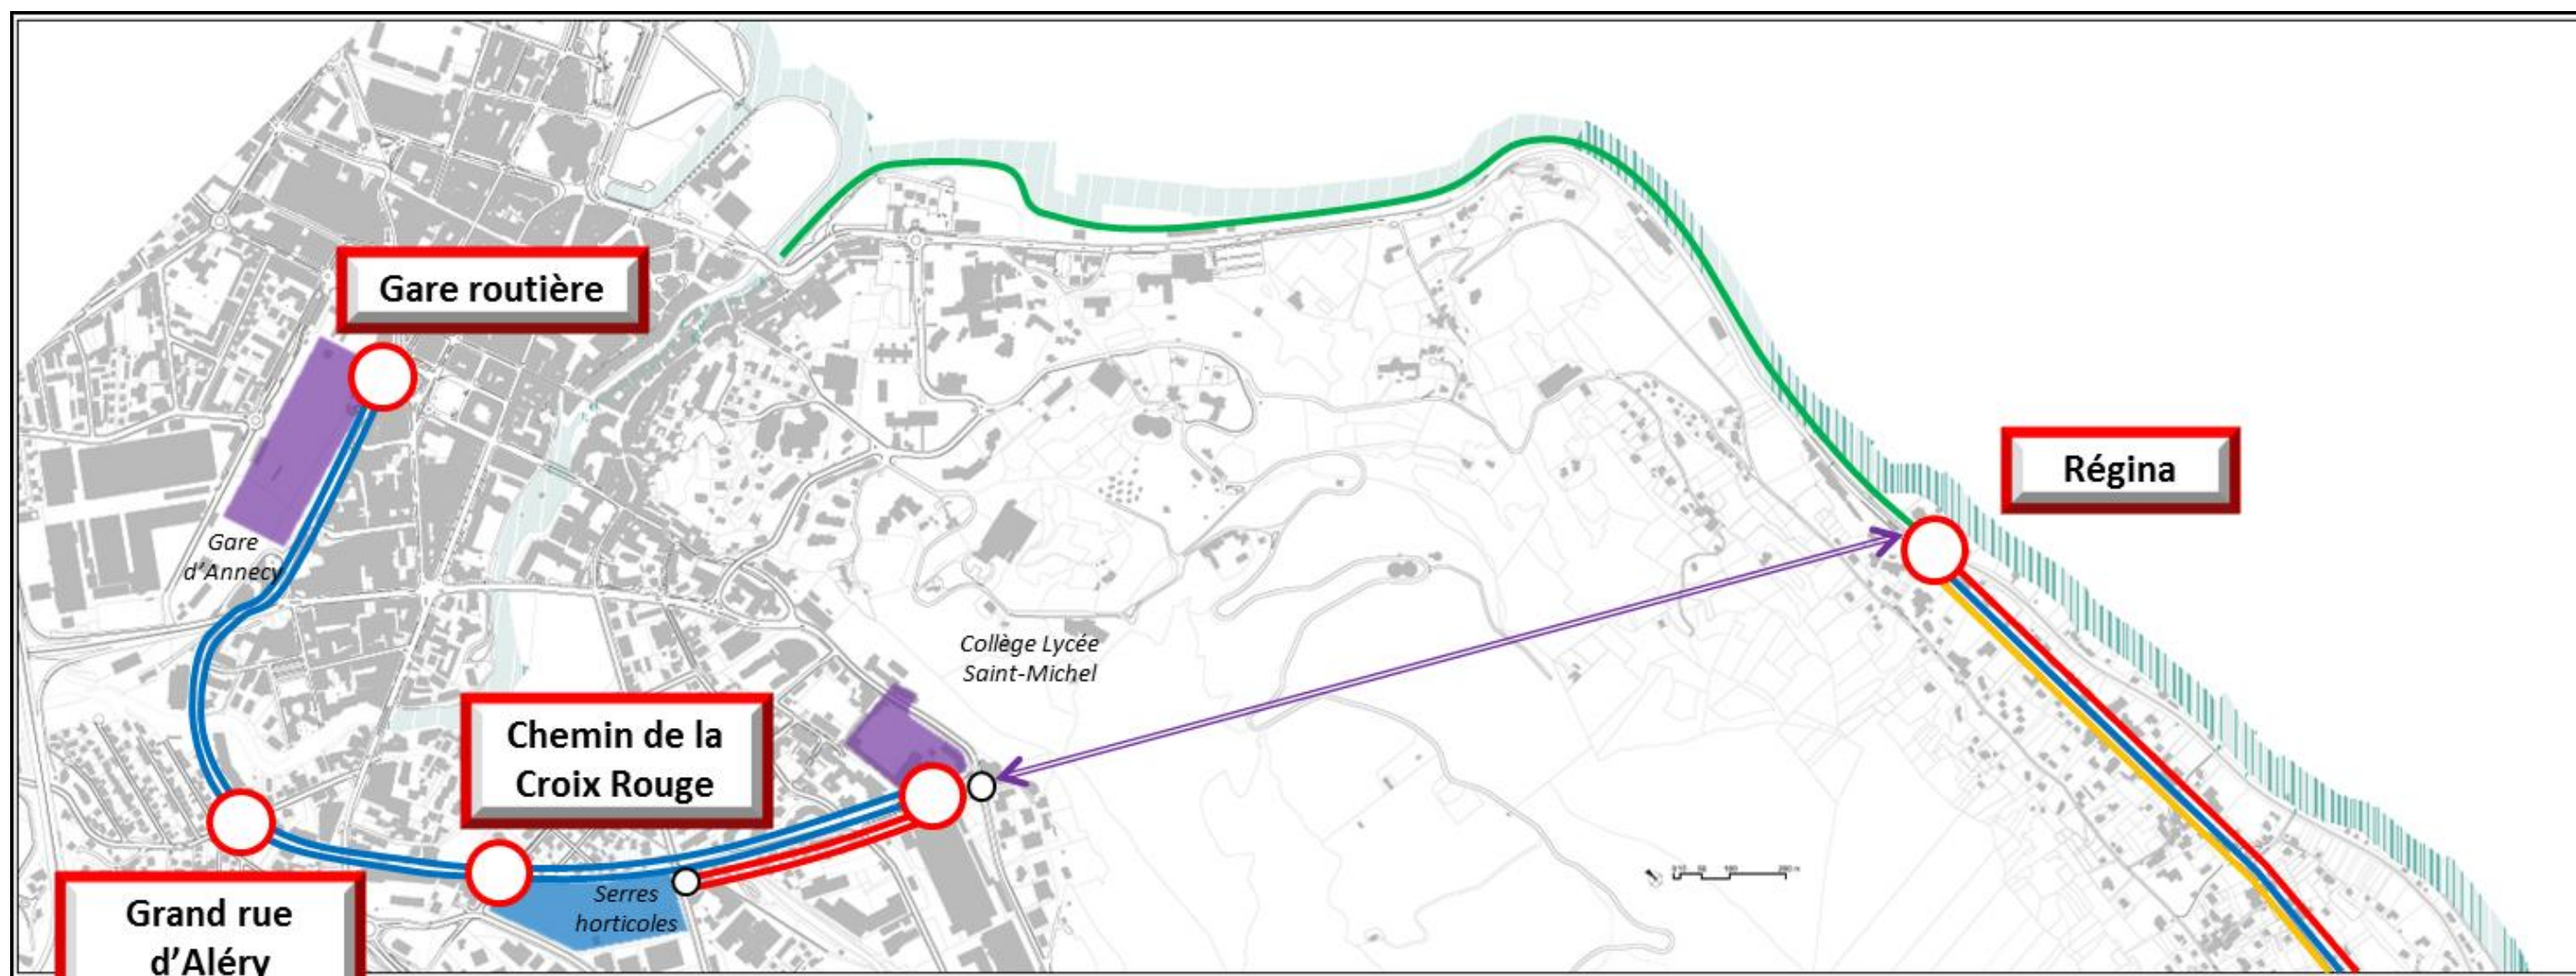 Gare routière
Régina
Gare
d'Annecy
Collège Lycée
Saint-Michel
Chemin de la
Croix Rouge
Serres
horticoles
Grand rue
d'Aléry